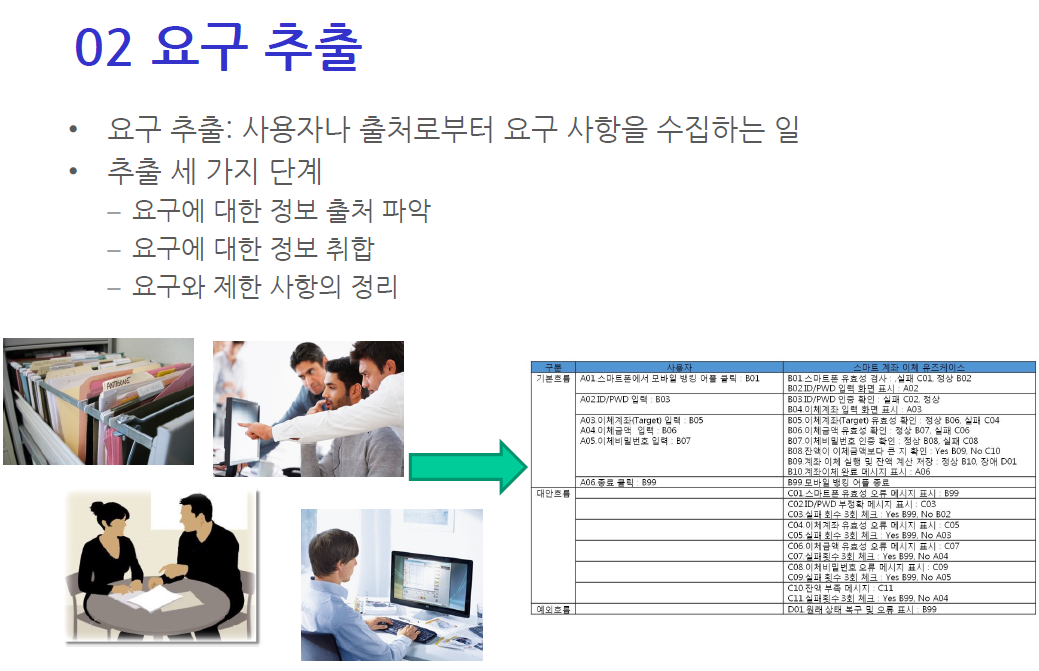 02 요구 추출
• 요구 추출: 사용자나 출처로부터 요구 사항을 수집하는 일
• 추출 세 가지 단계
– 요구에 대한 정보 출처 파악
– 요구에 대한 정보 취합
– 요구와 제한 사항의 정리
구분 사용자 스마트 계좌 이체 유즈케이스
기본흐름 A01.스마트폰에서 모바일 뱅킹 어플 클릭 : B01 B01.스마트폰 유효성 검사 : ,실패 C01, 정상 B02
B02.ID/PWD 입력 화면 표시 : A02
A02.ID/PWD 입력 : B03 B03.ID/PWD 인증 확인 : 실패 C02, 정상
B04.이체계좌 입력 화면 표시 : A03
A03.이체계좌(Target) 입력 : B05 B05.이체계좌(Target) 유효성 확인 : 정상 B06, 실패 C04
A04.이체금액 입력 : B06 B06.이체금액 유효성 확인 : 정상 B07, 실패 C06
A05.이체비밀번호 입력 : B07 B07.이체비밀번호 인증 확인 : 정상 B08, 실패 C08
B08.잔액이 이체금액보다 큰 지 확인 : Yes B09, No C10
B09.계좌 이체 실행 및 잔액 계산 저장 : 정상 B10, 장애 D01
B10.계좌이체 완료 메시지 표시 : A06
A06.종료 클릭 : B99 B99.모바일 뱅킹 어플 종료
대안흐름 C01.스마트폰 유효성 오류 메시지 표시 : B99
C02.ID/PWD 부정확 메시지 표시 : C03
C03.실패 회수 3회 체크 : Yes B99, No B02
C04.이체계좌 유효성 오류 메시지 표시 : C05
C05.실패 회수 3회 체크 : Yes B99, No A03
C06.이체금액 유효성 오류 메시지 표시 : C07
C07.실패횟수 3회 체크 : Yes B99, No A04
C08.이체비밀번호 오류 메시지 표시 : C09
C09.실패횟수 3회 체크 : Yes B99, No A05
C10.잔액 부족 메시지 : C11
C11.실패횟수 3회 체크 : Yes B99, No A04
예외흐름 D01.원래 상태 복구 및 오류 표시 : B99